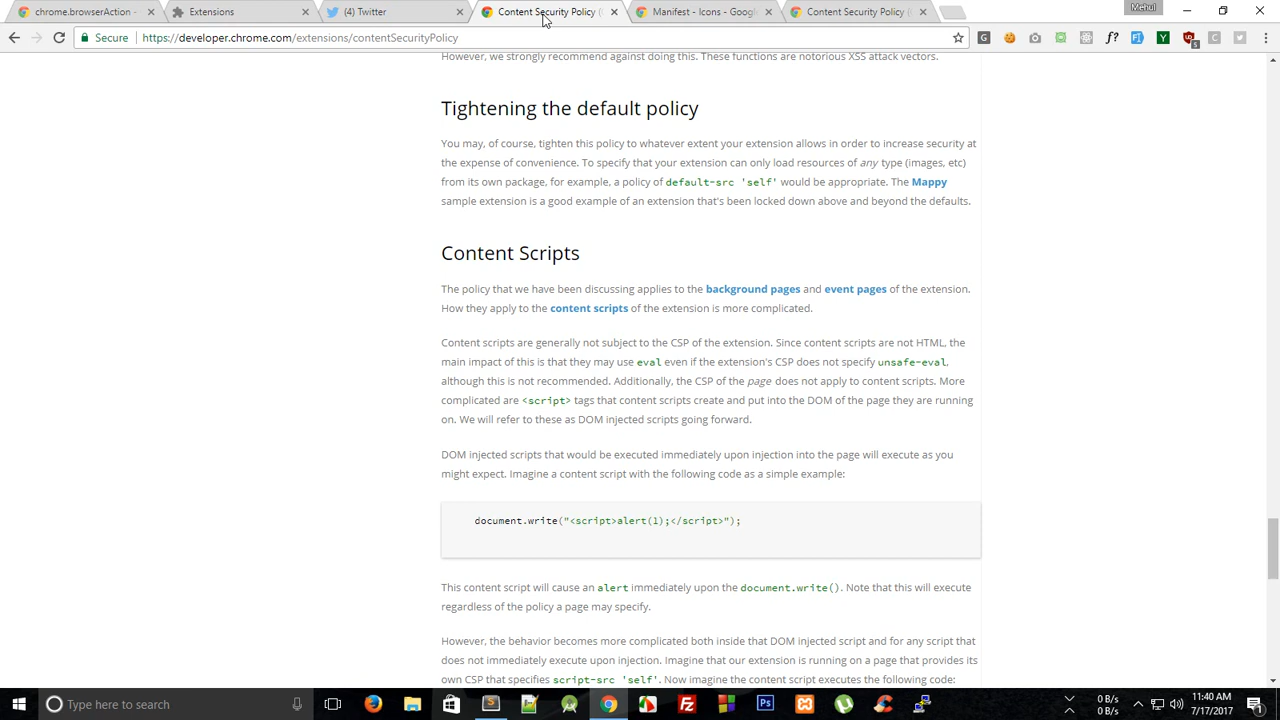 chrome.browserAction -
Extensions
(4) Twitter
Content Security Policy (
Manifest - Icons - Google
Content Security Policy (
Mehul
Secure
https://developer.chrome.com/extensions/contentSecurityPolicy
However, we strongly recommend against doing this. These functions are notorious XSS attack vectors.
Tightening the default policy
You may, of course, tighten this policy to whatever extent your extension allows in order to increase security at
the expense of convenience. To specify that your extension can only load resources of any type (images, etc)
from its own package, for example, a policy of default-src 'self' would be appropriate. The Mappy
sample extension is a good example of an extension that's been locked down above and beyond the defaults.
Content Scripts
The policy that we have been discussing applies to the background pages and event pages of the extension.
How they apply to the content scripts of the extension is more complicated.
Content scripts are generally not subject to the CSP of the extension. Since content scripts are not HTML, the
main impact of this is that they may use eval even if the extension's CSP does not specify unsafe-eval,
although this is not recommended. Additionally, the CSP of the page does not apply to content scripts. More
complicated are <script> tags that content scripts create and put into the DOM of the page they are running
on. We will refer to these as DOM injected scripts going forward.
DOM injected scripts that would be executed immediately upon injection into the page will execute as you
might expect. Imagine a content script with the following code as a simple example:
document.write("<script>alert(1);</script>");
This content script will cause an alert immediately upon the document.write(). Note that this will execute
regardless of the policy a page may specify.
However, the behavior becomes more complicated both inside that DOM injected script and for any script that
does not immediately execute upon injection. Imagine that our extension is running on a page that provides its
own CSP that specifies script-src 'self'. Now imagine the content script executes the following code:
Type here to search
0 B/s
0 B/s
0 B/s
0 B/s
11:40 AM
7/17/2017